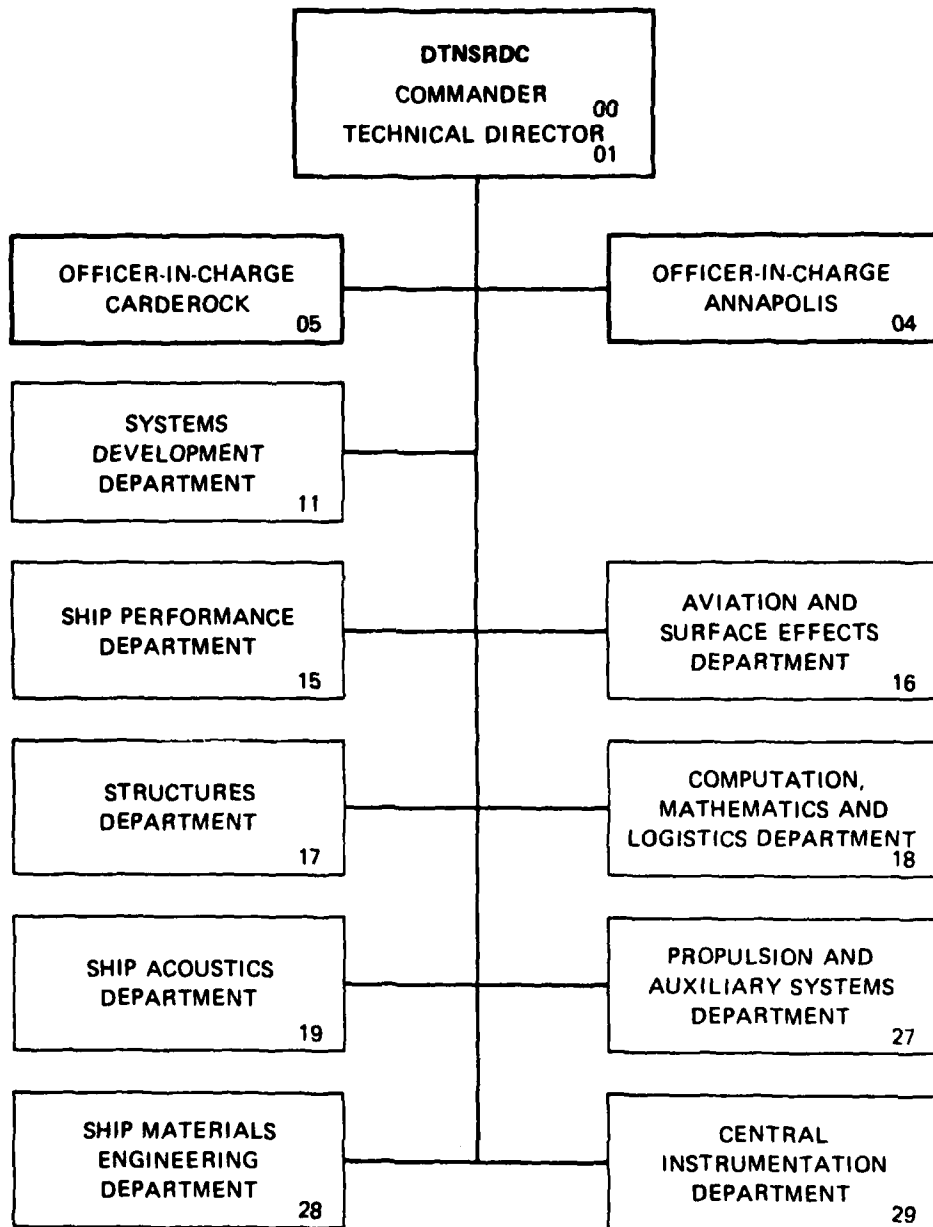 DTNSRDC
COMMANDER
00
TECHNICAL DIRECTOR
01
OFFICER-IN-CHARGE
CARDEROCK
05
OFFICER-IN-CHARGE
ANNAPOLIS
04
SYSTEMS
DEVELOPMENT
DEPARTMENT
11
SHIP PERFORMANCE
DEPARTMENT
15
AVIATION AND
SURFACE EFFECTS
DEPARTMENT
16
STRUCTURES
DEPARTMENT
17
COMPUTATION,
MATHEMATICS AND
LOGISTICS DEPARTMENT
18
SHIP ACOUSTICS
DEPARTMENT
19
PROPULSION AND
AUXILIARY SYSTEMS
DEPARTMENT
27
SHIP MATERIALS
ENGINEERING
DEPARTMENT
28
CENTRAL
INSTRUMENTATION
DEPARTMENT
29